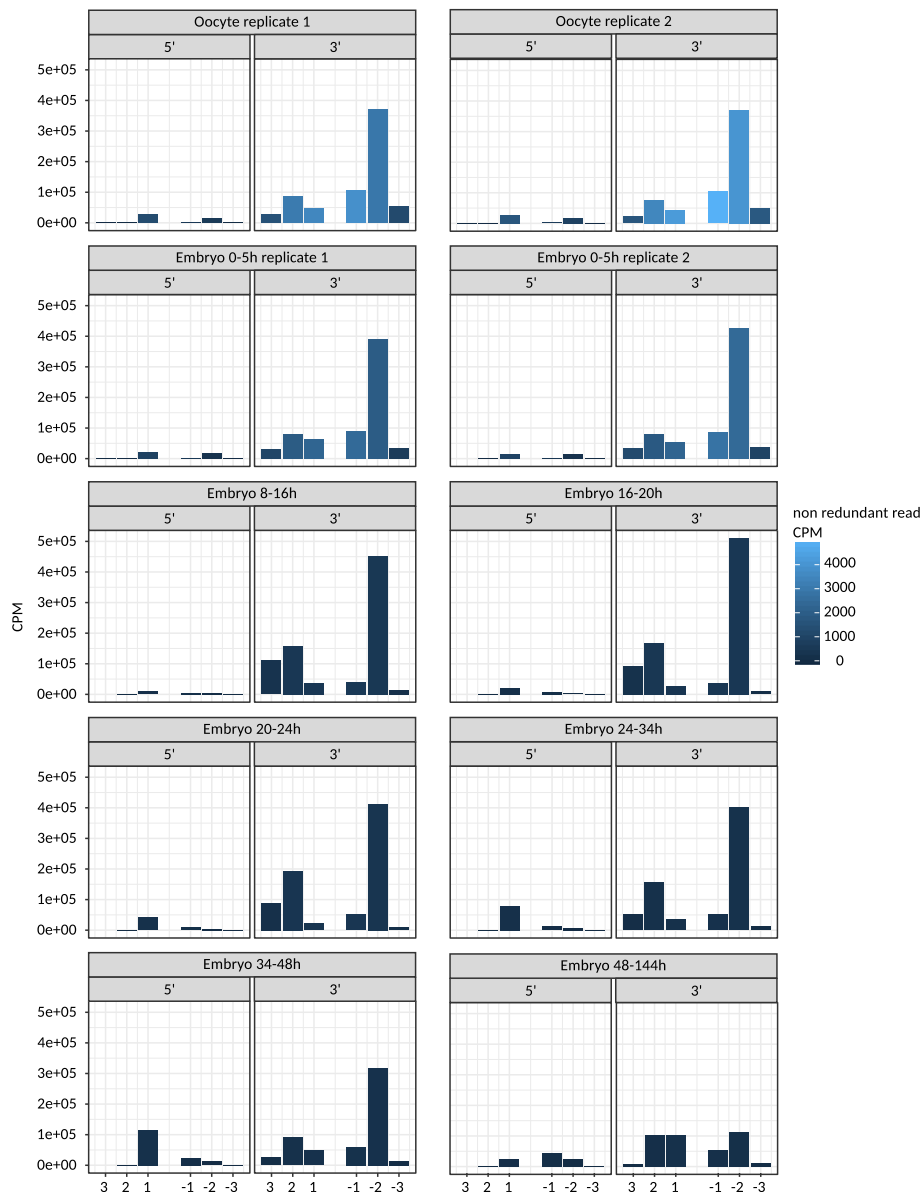 Oocyte replicate 1
Oocyte replicate 2
5' 3' 5' 3'
5e+05
4e+05
3e+05
2e+05
1e+05
0e+00
Embryo 0-5h replicate 1
Embryo 0-5h replicate 2
5' 3' 5' 3'
5e+05
4e+05
3e+05
2e+05
1e+05
0e+00
Embryo 8-16h
Embryo 16-20h
5' 3' 5' 3'
5e+05
4e+05
3e+05
2e+05
1e+05
0e+00
CPM
non redundant read
CPM
4000
3000
2000
1000
0
Embryo 20-24h
Embryo 24-34h
5' 3' 5' 3'
5e+05
4e+05
3e+05
2e+05
1e+05
0e+00
Embryo 34-48h
Embryo 48-144h
5' 3' 5' 3'
5e+05
4e+05
3e+05
2e+05
1e+05
0e+00
3 2 1 -1 -2 -3 3 2 1 -1 -2 -3 3 2 1 -1 -2 -3 3 2 1 -1 -2 -3